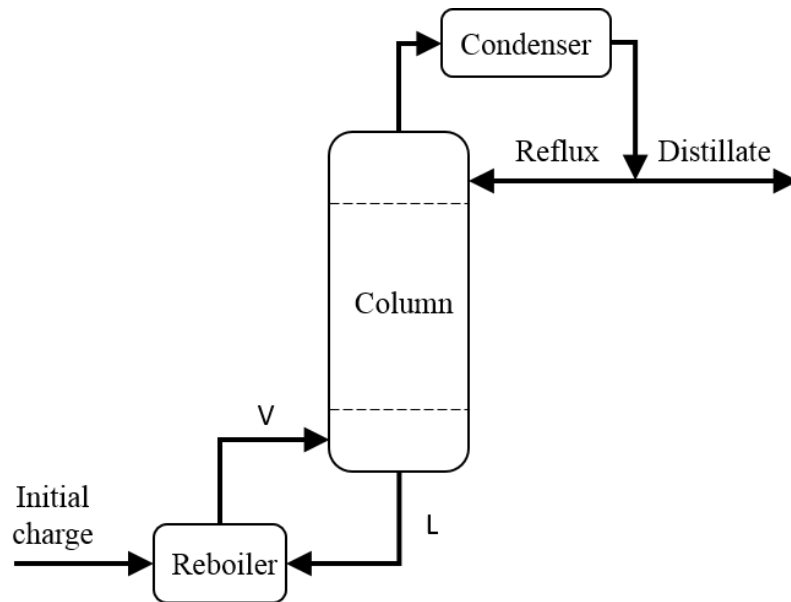 Condenser
Reflux
Distillate
Column
V
Initial
charge
L
Reboiler